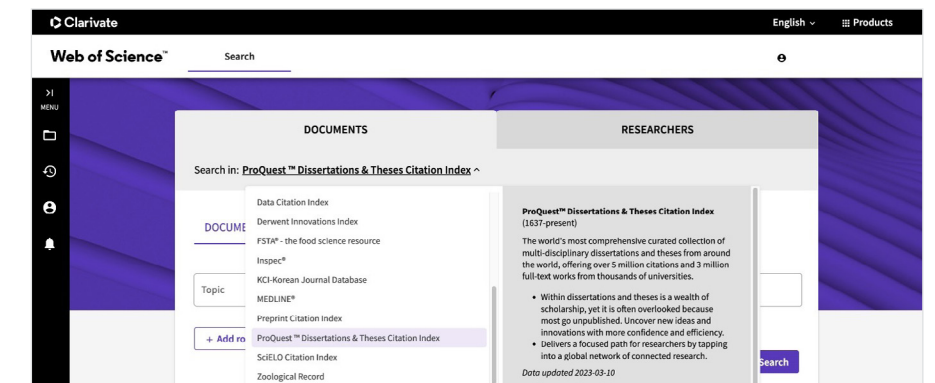 Clarivate
English
Products
Web of Science™
Search
MENU
DOCUMENTS
RESEARCHERS
Search in: ProQuest ™ Dissertations & Theses Citation Index
DOCUME
Topic
+ Add ro
Data Citation Index
Derwent Innovations Index
FSTA® - the food science resource
Inspec®
KCI-Korean Journal Database
MEDLINE®
Preprint Citation Index
ProQuest ™ Dissertations & Theses Citation Index
SciELO Citation Index
Zoological Record
ProQuest™ Dissertations & Theses Citation Index
(1637-present)
The world's most comprehensive curated collection of
multi-disciplinary dissertations and theses from around
the world, offering over 5 million citations and 3 million
full-text works from thousands of universities.
• Within dissertations and theses is a wealth of
scholarship, yet it is often overlooked because
most go unpublished. Uncover new ideas and
innovations with more confidence and efficiency.
• Delivers a focused path for researchers by tapping
into a global network of connected research.
Data updated 2023-03-10
Search